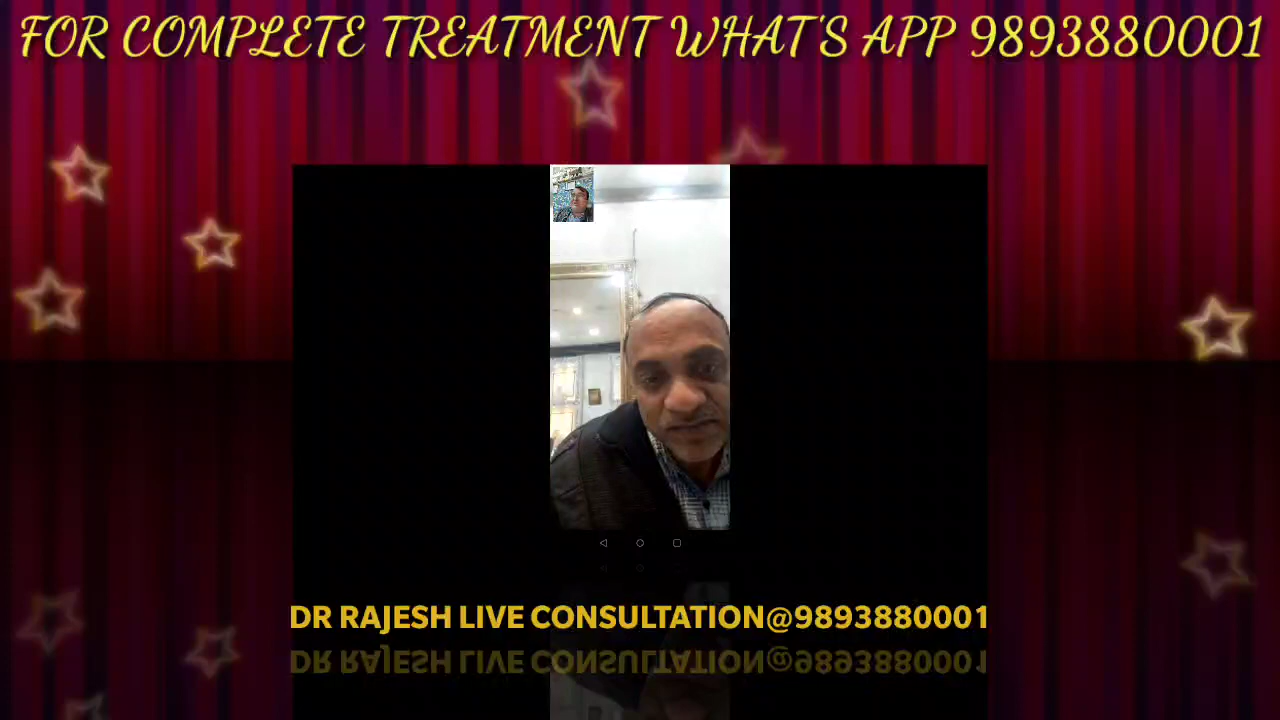 FOR COMPLETE TREATMENT WHAT'S APP 9893880001
DR RAJESH LIVE CONSULTATION@9893880001